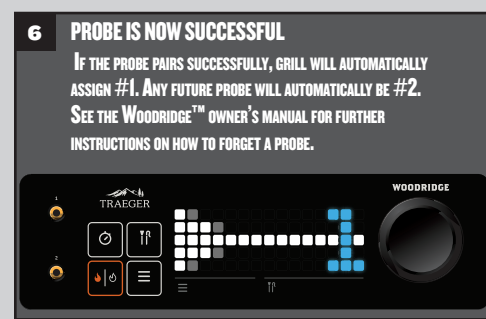 6 PROBE IS NOW SUCCESSFUL
IF THE PROBE PAIRS SUCCESSFULLY, GRILL WILL AUTOMATICALLY
ASSIGN #1. ANY FUTURE PROBE WILL AUTOMATICALLY BE #2.
SEE THE WOODRIDGE™ OWNER'S MANUAL FOR FURTHER
INSTRUCTIONS ON HOW TO FORGET A PROBE.
WOODRIDGE
1
TRAEGER
1
2